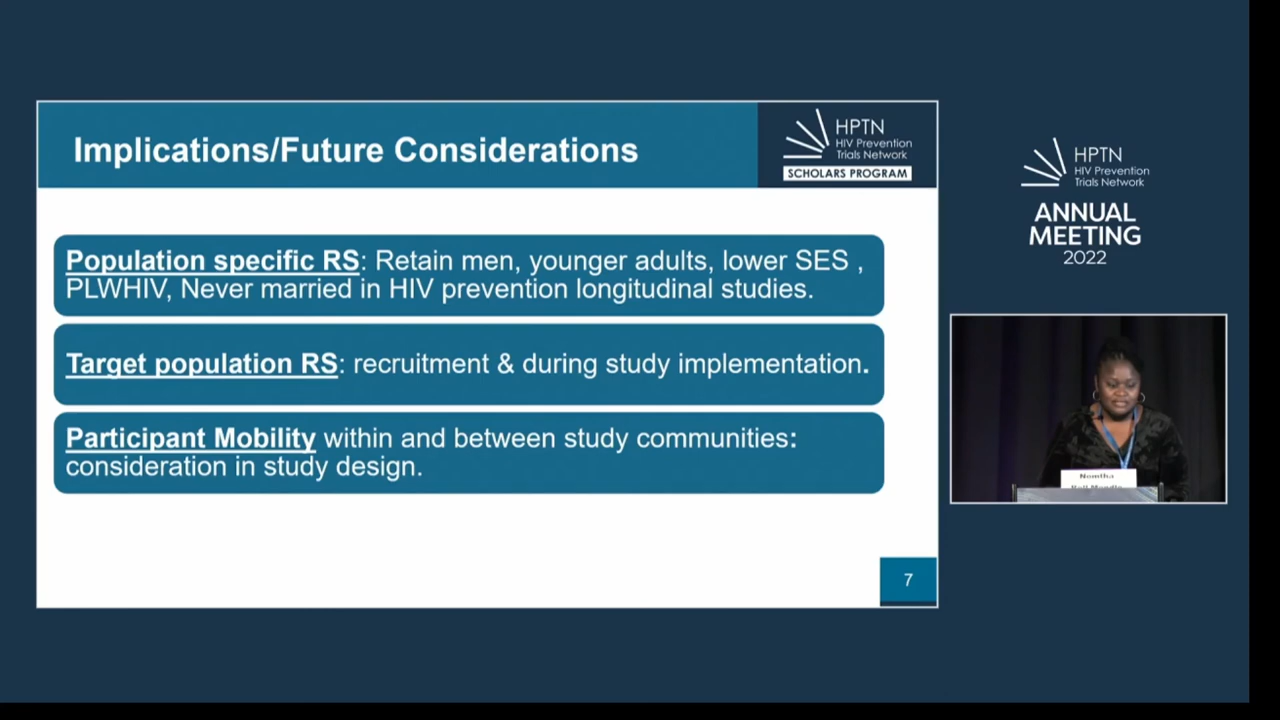 Implications/Future Considerations
HPTN
HIV Prevention
Trials Network
SCHOLARS PROGRAM
Population specific RS: Retain men, younger adults, lower SES ,
PLWHIV, Never married in HIV prevention longitudinal studies.
Target population RS: recruitment & during study implementation.
Participant Mobility within and between study communities:
consideration in study design.
7
HPTN
HIV Prevention
Trials Network
ANNUAL
MEETING
2022